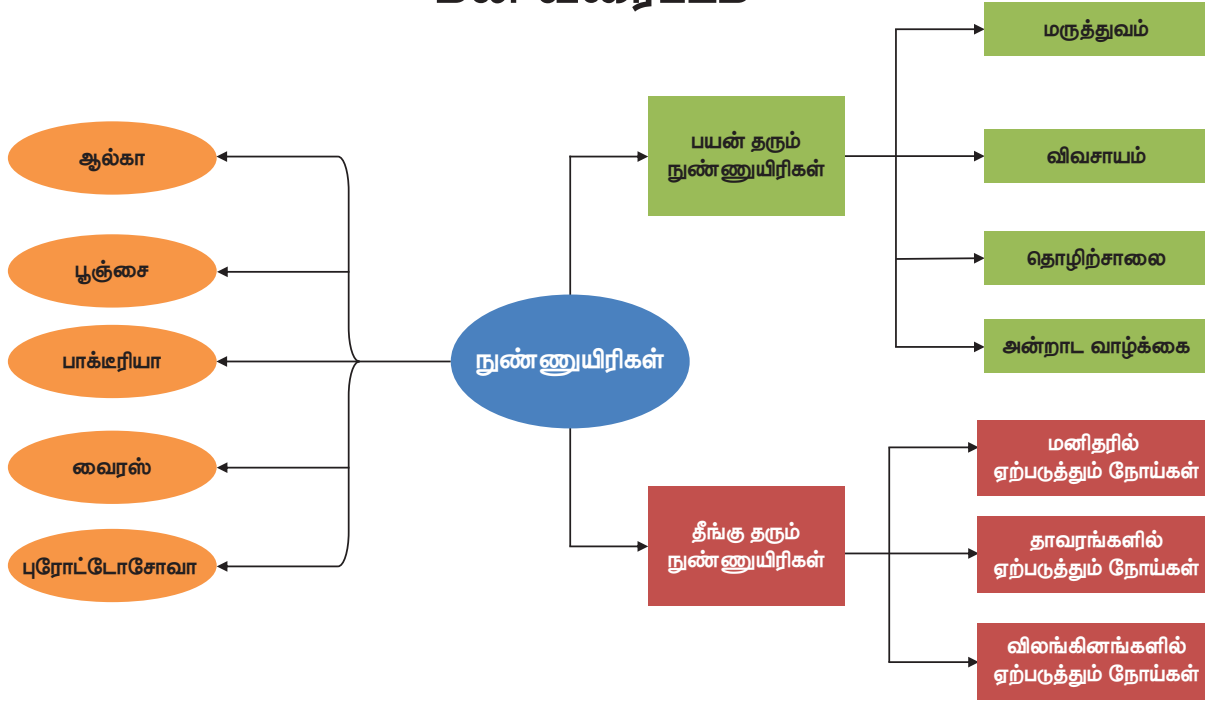 ஆல்கா
பூஞ்சை
பாக்டீரியா
வைரஸ்
புரோட்டோசோவா
நுண்ணுயிரிகள்
பயன் தரும்
நுண்ணுயிரிகள்
மருத்துவம்
விவசாயம்
தொழிற்சாலை
அன்றாட வாழ்க்கை
தீங்கு தரும்
நுண்ணுயிரிகள்
மனிதரில்
ஏற்படுத்தும் நோய்கள்
தாவரங்களில்
ஏற்படுத்தும் நோய்கள்
விலங்கினங்களில்
ஏற்படுத்தும் நோய்கள்